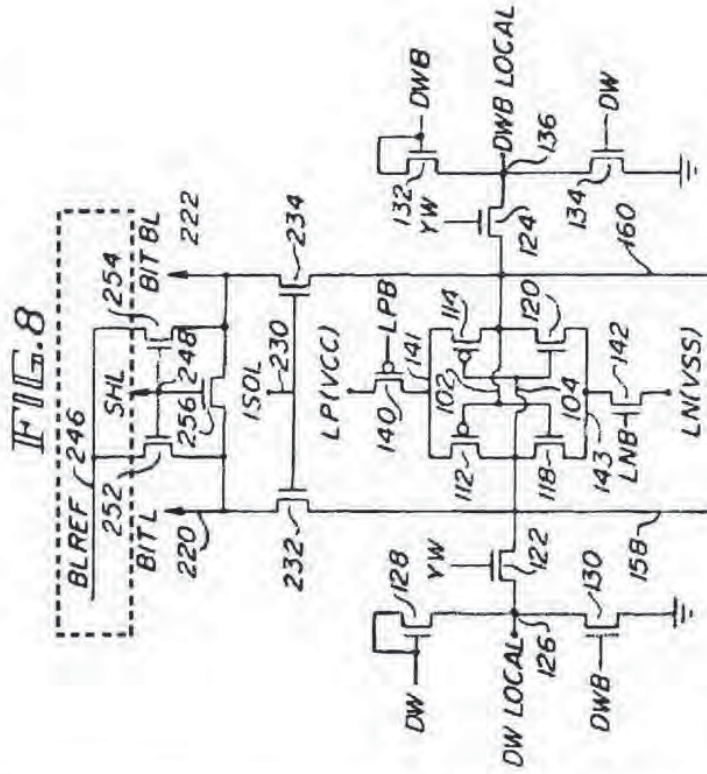 FIG.8
BLREF 246
254
252
SHL
248
BITL
BIT BL
220
256
222
ISOL
230
232
234
LP(VCC)
LPB
140
141
DW
128
YW
112
102
114
YW
132
DWB
DW LOCAL
DWB LOCAL
126
122
124
136
104
118
120
DWB
130
143
LNB
142
134
DW
158
LN(VSS)
160